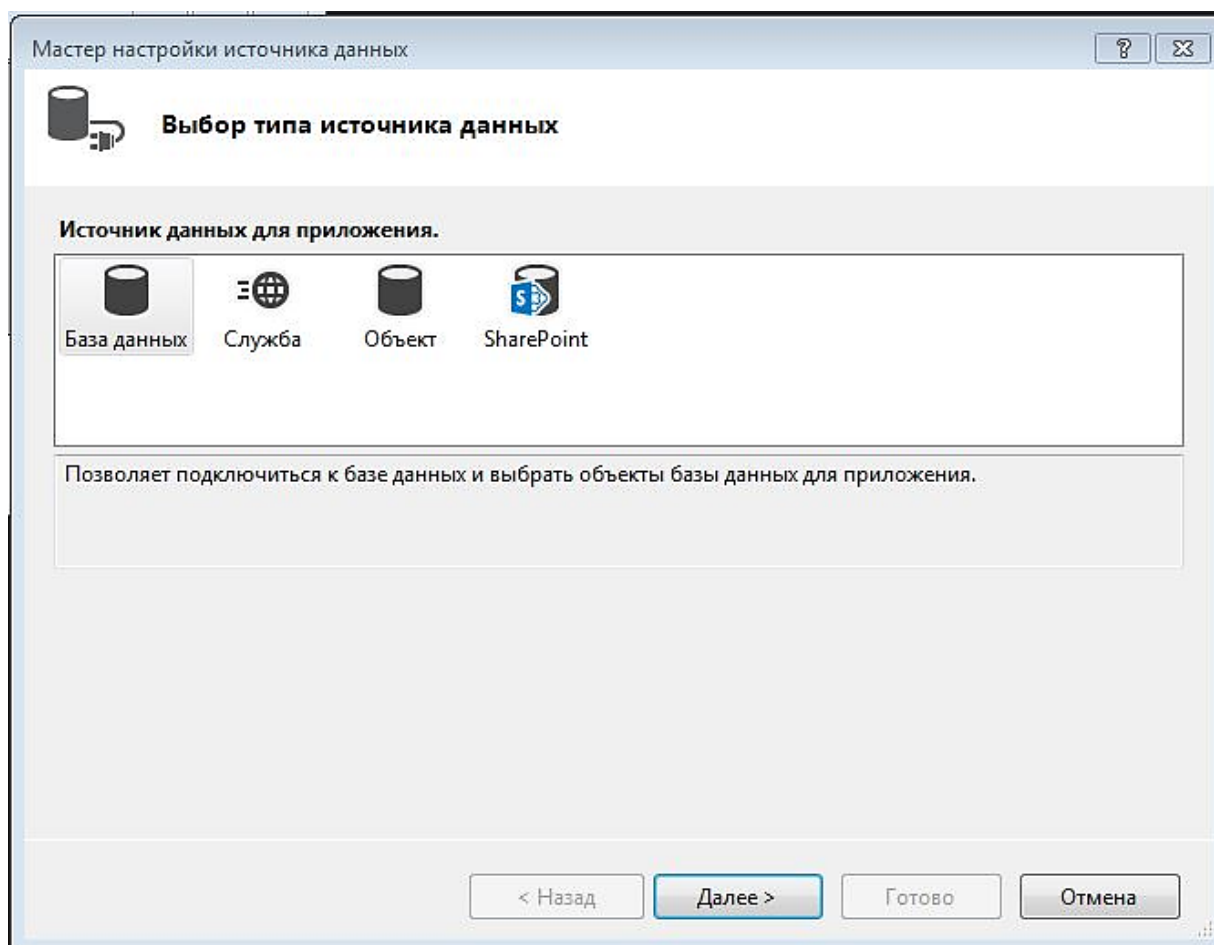 Мастер настройки источника данных
Выбор типа источника данных
Источник данных для приложения.
База данных Служба Объект SharePoint
Позволяет подключиться к базе данных и выбрать объекты базы данных для приложения.
< Назад Далее > Готово Отмена